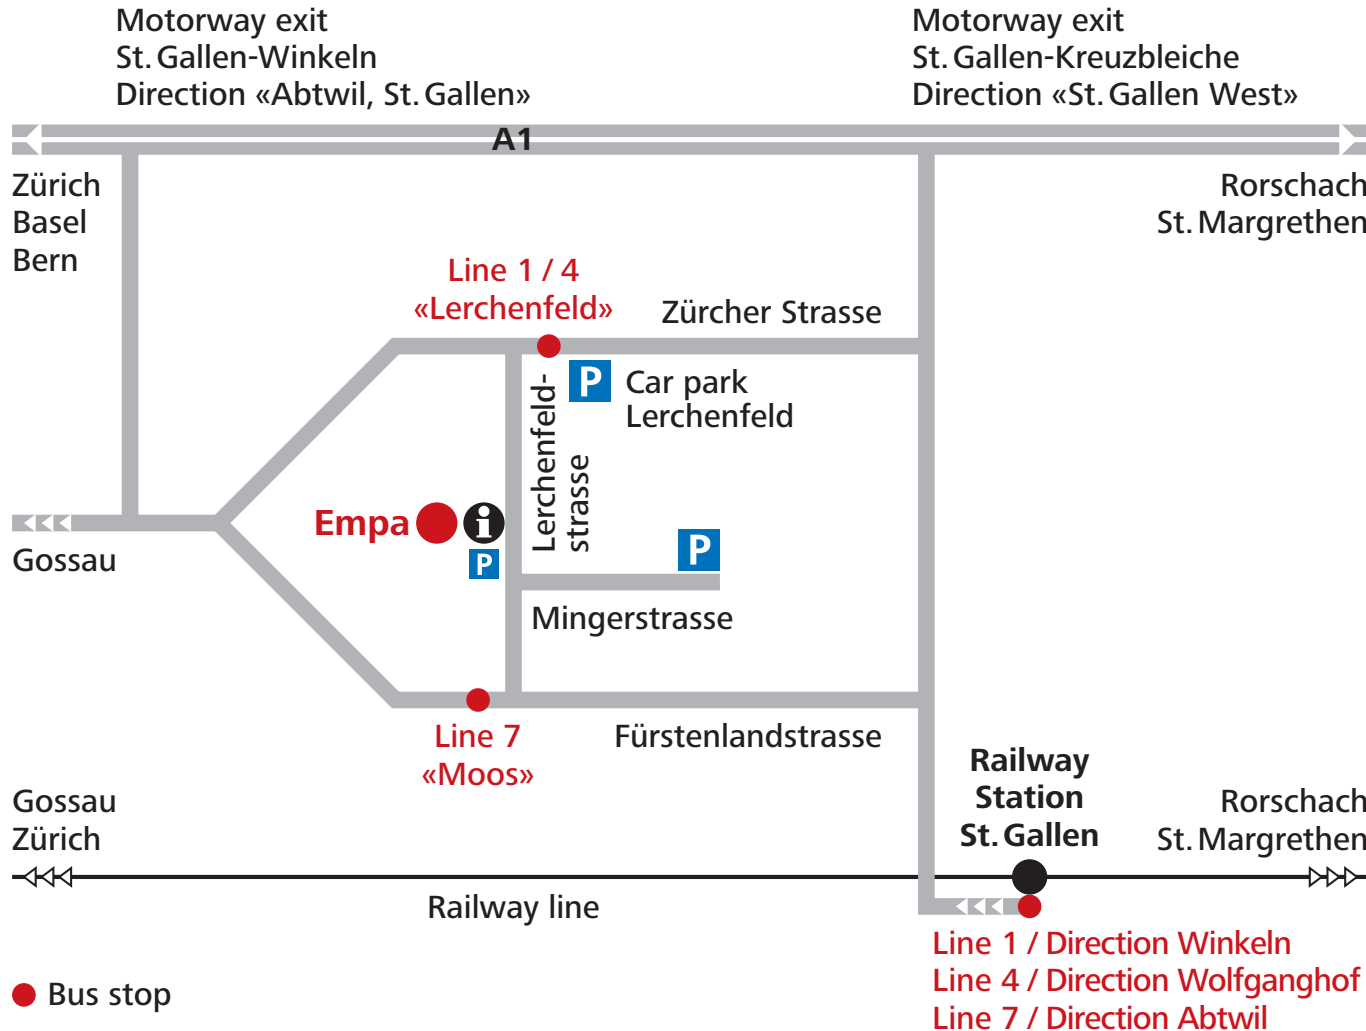 Motorway exit
St. Gallen-Winkeln
Direction «Abtwil, St. Gallen»
Motorway exit
St. Gallen-Kreuzbleiche
Direction «St. Gallen West»
A1
Zürich
Basel
Bern
Rorschach
St. Margrethen
Line 1 / 4
«Lerchenfeld»
Zürcher Strasse
P
Car park
Lerchenfeld
Lerchenfeld-
strasse
Empa
i
P
P
Gossau
Mingerstrasse
Line 7
«Moos»
Fürstenlandstrasse
Railway
Station
St. Gallen
Gossau
Zürich
Rorschach
St. Margrethen
Railway line
Line 1 / Direction Winkeln
Line 4 / Direction Wolfganghof
Line 7 / Direction Abtwil
Bus stop